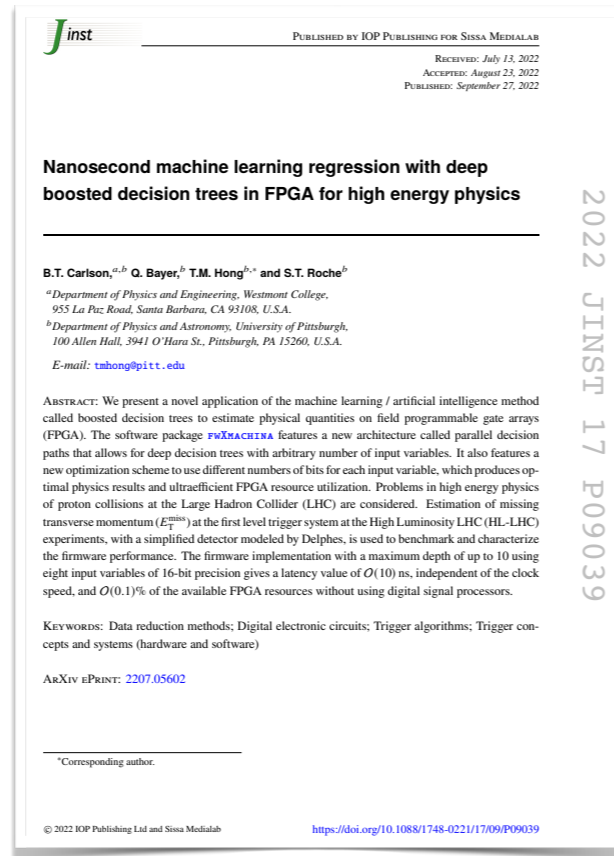 Jinst
PUBLISHED BY IOP PUBLISHING FOR SISSA MEDIALAB
RECEIVED: July 13, 2022
ACCEPTED: August 23, 2022
PUBLISHED: September 27, 2022
Nanosecond machine learning regression with deep
boosted decision trees in FPGA for high energy physics
B.T. Carlson,a,b Q. Bayer,b T.M. Hongb,* and S.T. Rocheb
aDepartment of Physics and Engineering, Westmont College,
955 La Paz Road, Santa Barbara, CA 93108, U.S.A.
bDepartment of Physics and Astronomy, University of Pittsburgh,
100 Allen Hall, 3941 O'Hara St., Pittsburgh, PA 15260, U.S.A.
E-mail: tmhong@pitt.edu
ABSTRACT: We present a novel application of the machine learning / artificial intelligence method
called boosted decision trees to estimate physical quantities on field programmable gate arrays
(FPGA). The software package FWXMACHINA features a new architecture called parallel decision
paths that allows for deep decision trees with arbitrary number of input variables. It also features a
new optimization scheme to use different numbers of bits for each input variable, which produces op-
timal physics results and ultraefficient FPGA resource utilization. Problems in high energy physics
of proton collisions at the Large Hadron Collider (LHC) are considered. Estimation of missing
transverse momentum (E_T^miss) at the first level trigger system at the High Luminosity LHC (HL-LHC)
experiments, with a simplified detector modeled by Delphes, is used to benchmark and characterize
the firmware performance. The firmware implementation with a maximum depth of up to 10 using
eight input variables of 16-bit precision gives a latency value of O(10) ns, independent of the clock
speed, and O(0.1)% of the available FPGA resources without using digital signal processors.
KEYWORDS: Data reduction methods; Digital electronic circuits; Trigger algorithms; Trigger con-
cepts and systems (hardware and software)
ARXIV EPRINT: 2207.05602
*Corresponding author.
© 2022 IOP Publishing Ltd and Sissa Medialab
https://doi.org/10.1088/1748-0221/17/09/P09039
2022 JINST 17 P09039